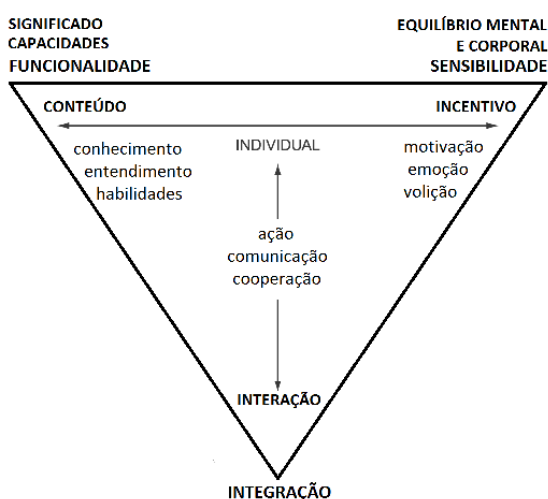 SIGNIFICADO
CAPACIDADES
FUNCIONALIDADE
EQUILÍBRIO MENTAL
E CORPORAL
SENSIBILIDADE
CONTEÚDO
INCENTIVO
conhecimento
entendimento
habilidades
INDIVIDUAL
motivação
emoção
volição
ação
comunicação
cooperação
INTERAÇÃO
INTEGRAÇÃO